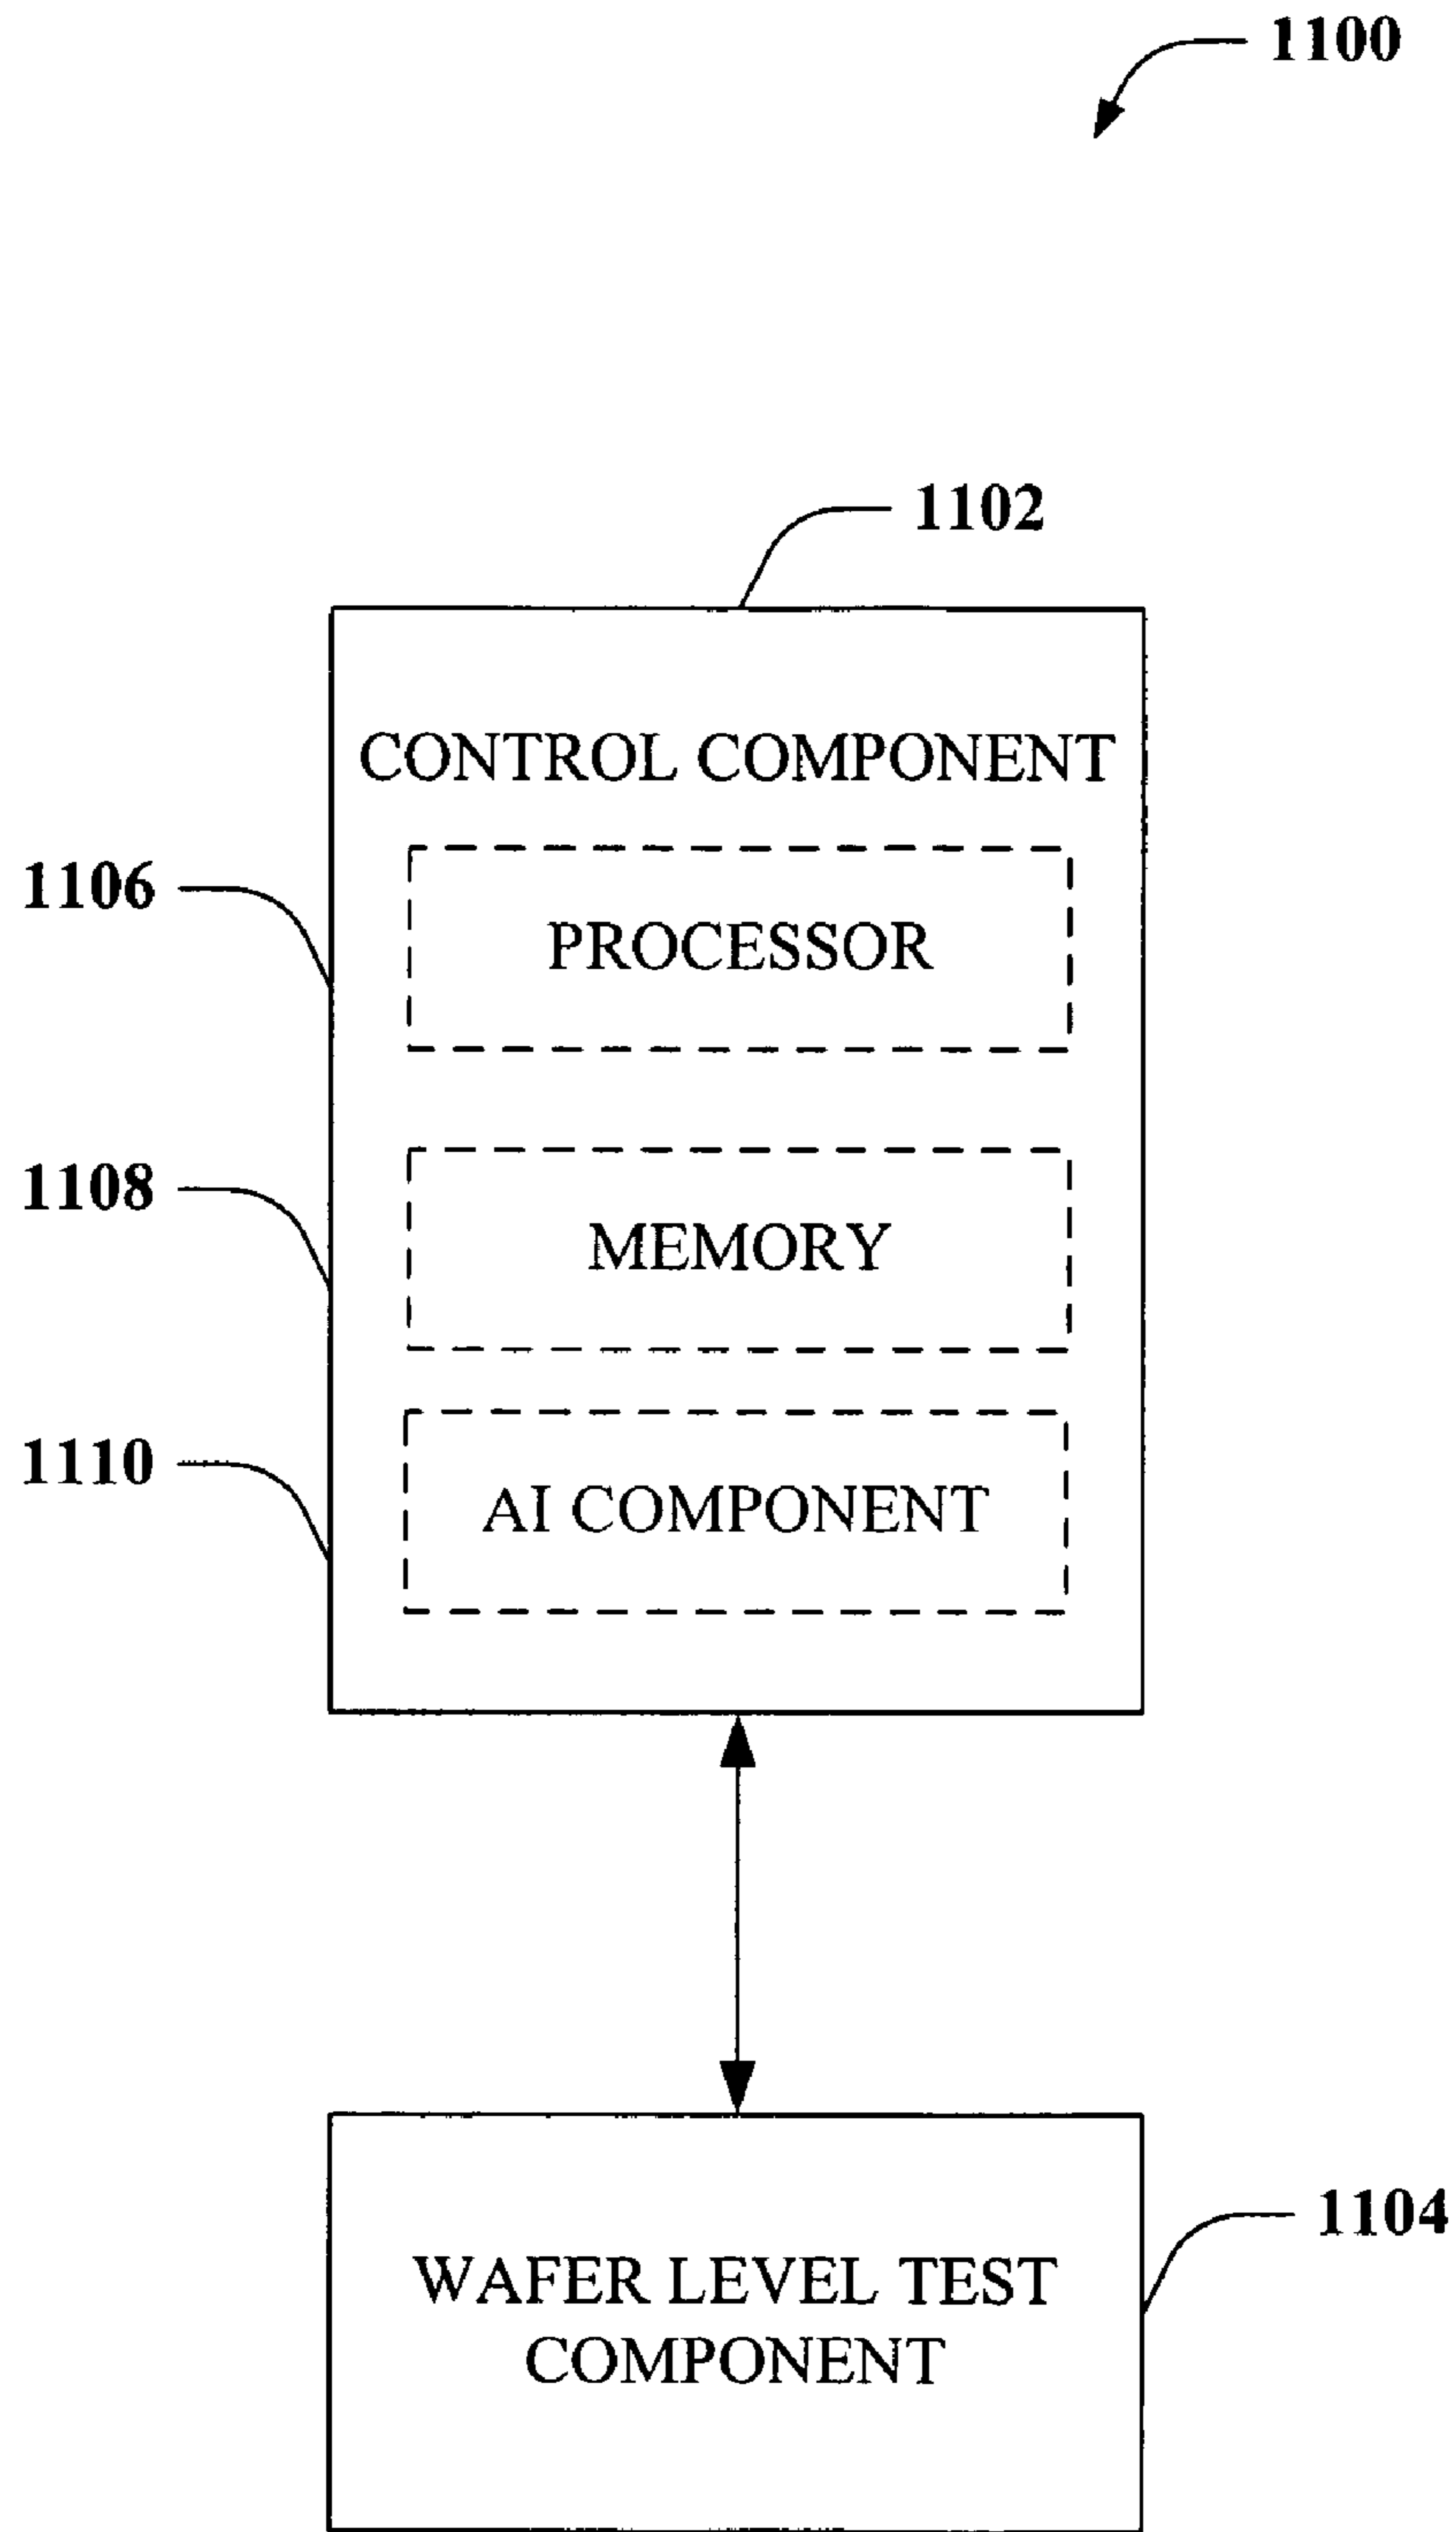 1100
1102
CONTROL COMPONENT
1106
PROCESSOR
1108
MEMORY
1110
AI COMPONENT
1104
WAFER LEVEL TEST
COMPONENT